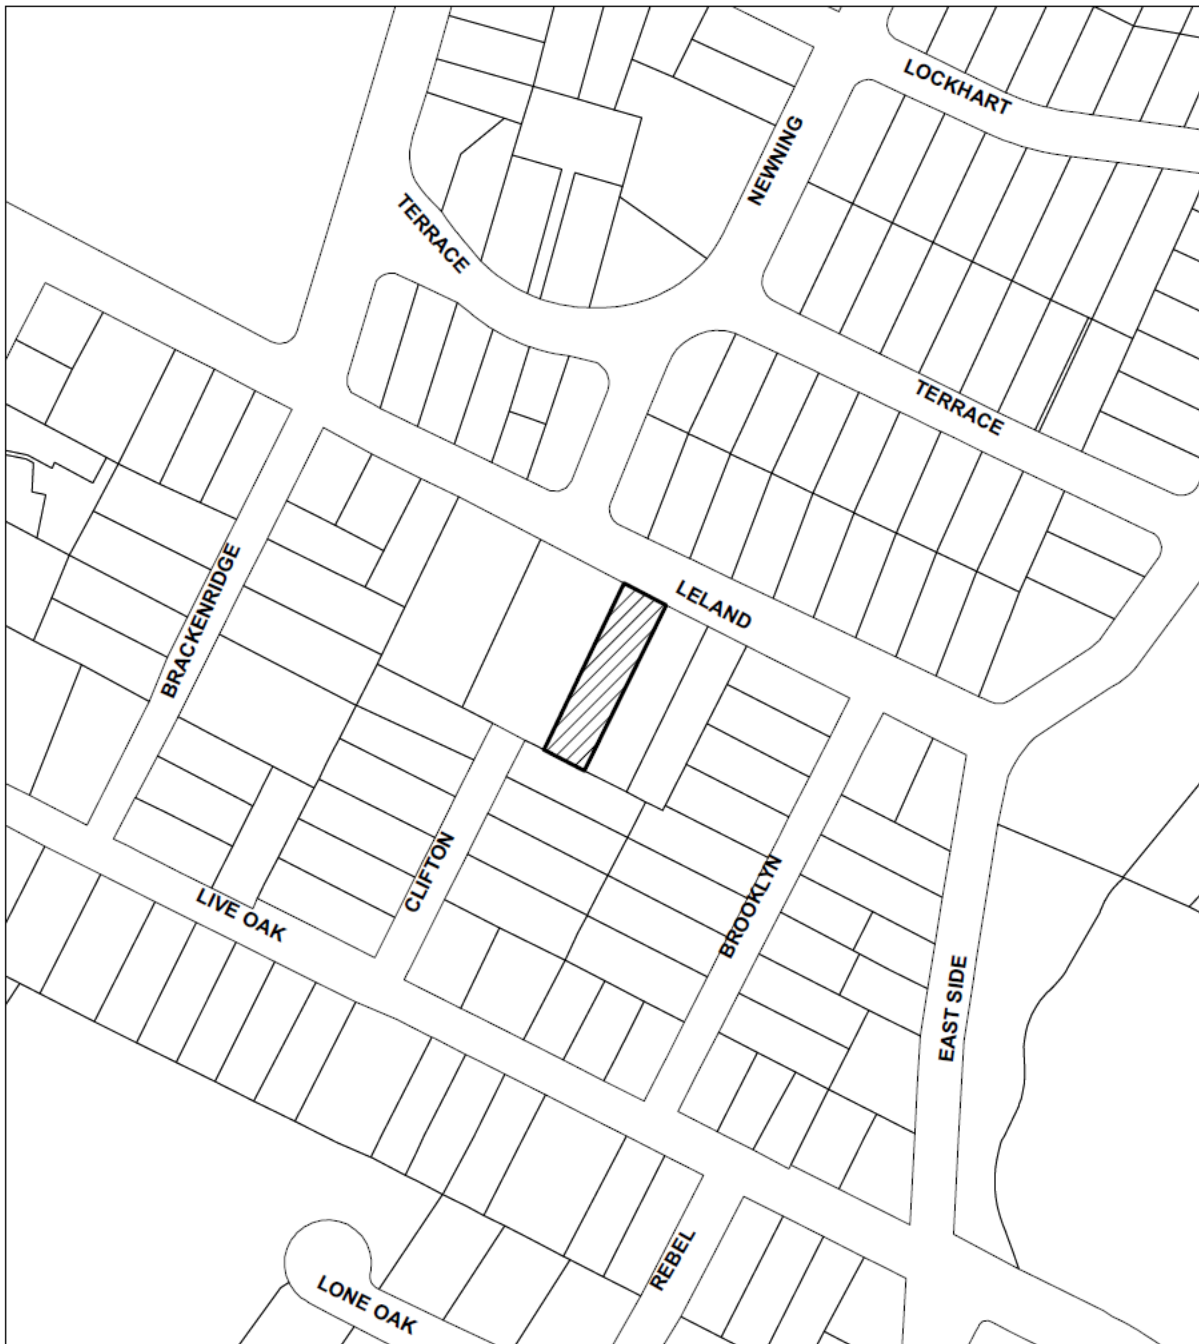 LOCKHART
NEWNING
TERRACE
TERRACE
LELAND
BRACKENRIDGE
CLIFTON
BROOKLYN
LIVE OAK
EAST SIDE
REBEL
LONE OAK